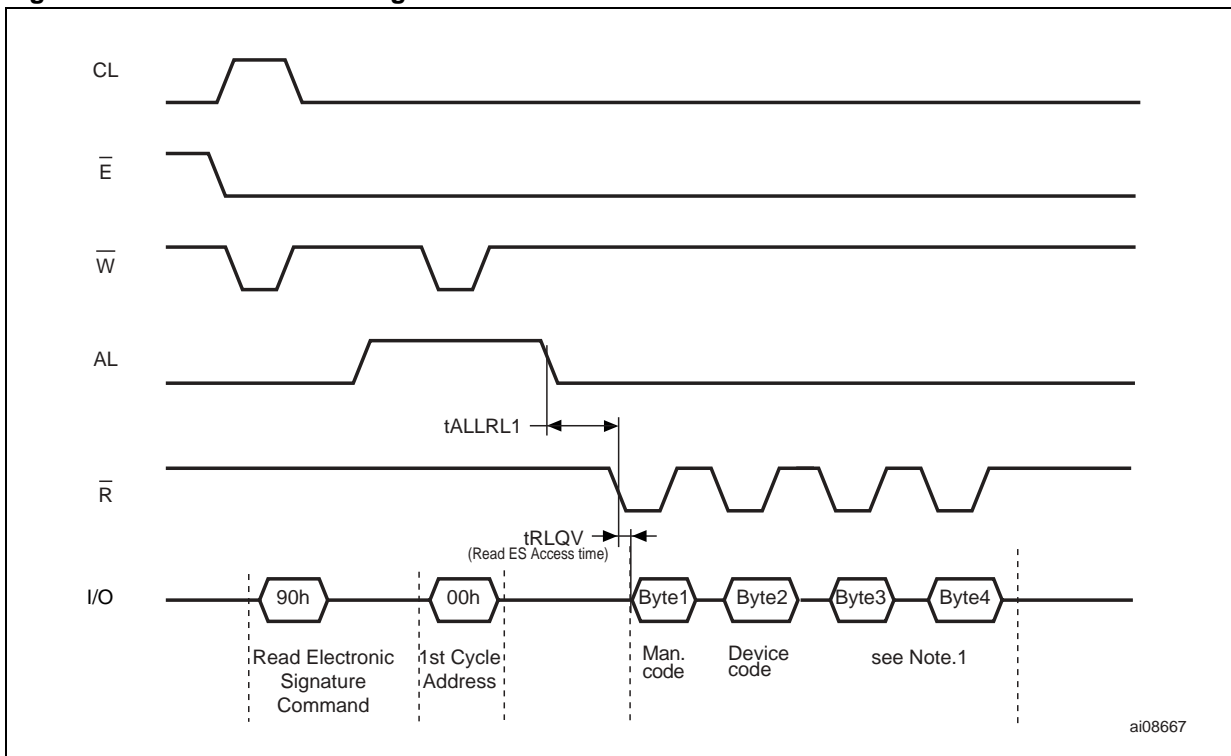 CL
E
W
AL
tALLRL1
R
tRLQV
(Read ES Access time)
I/O
90h
00h
Byte1
Byte2
Byte3
Byte4
Read Electronic
Signature
Command
1st Cycle
Address
Man.
code
Device
code
see Note.1
ai08667